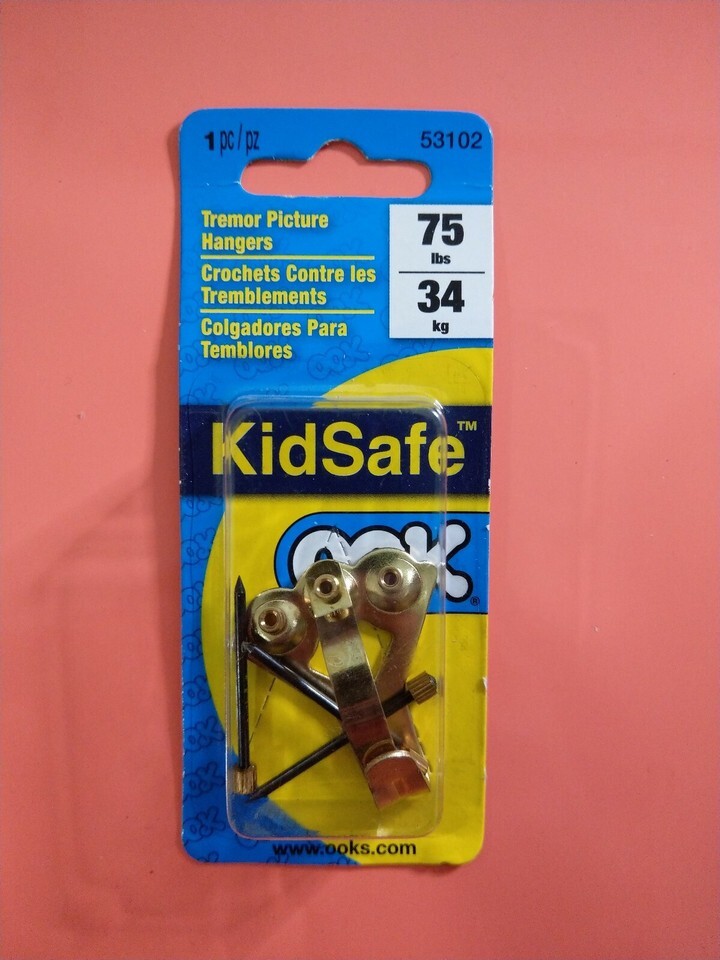 1 pc/pz
53102
Tremor Picture
Hangers
Crochets Contre les
Tremblements
Colgadores Para
Temblores
75
lbs
34
kg
KidSafe™
OOK®
www.ooks.com